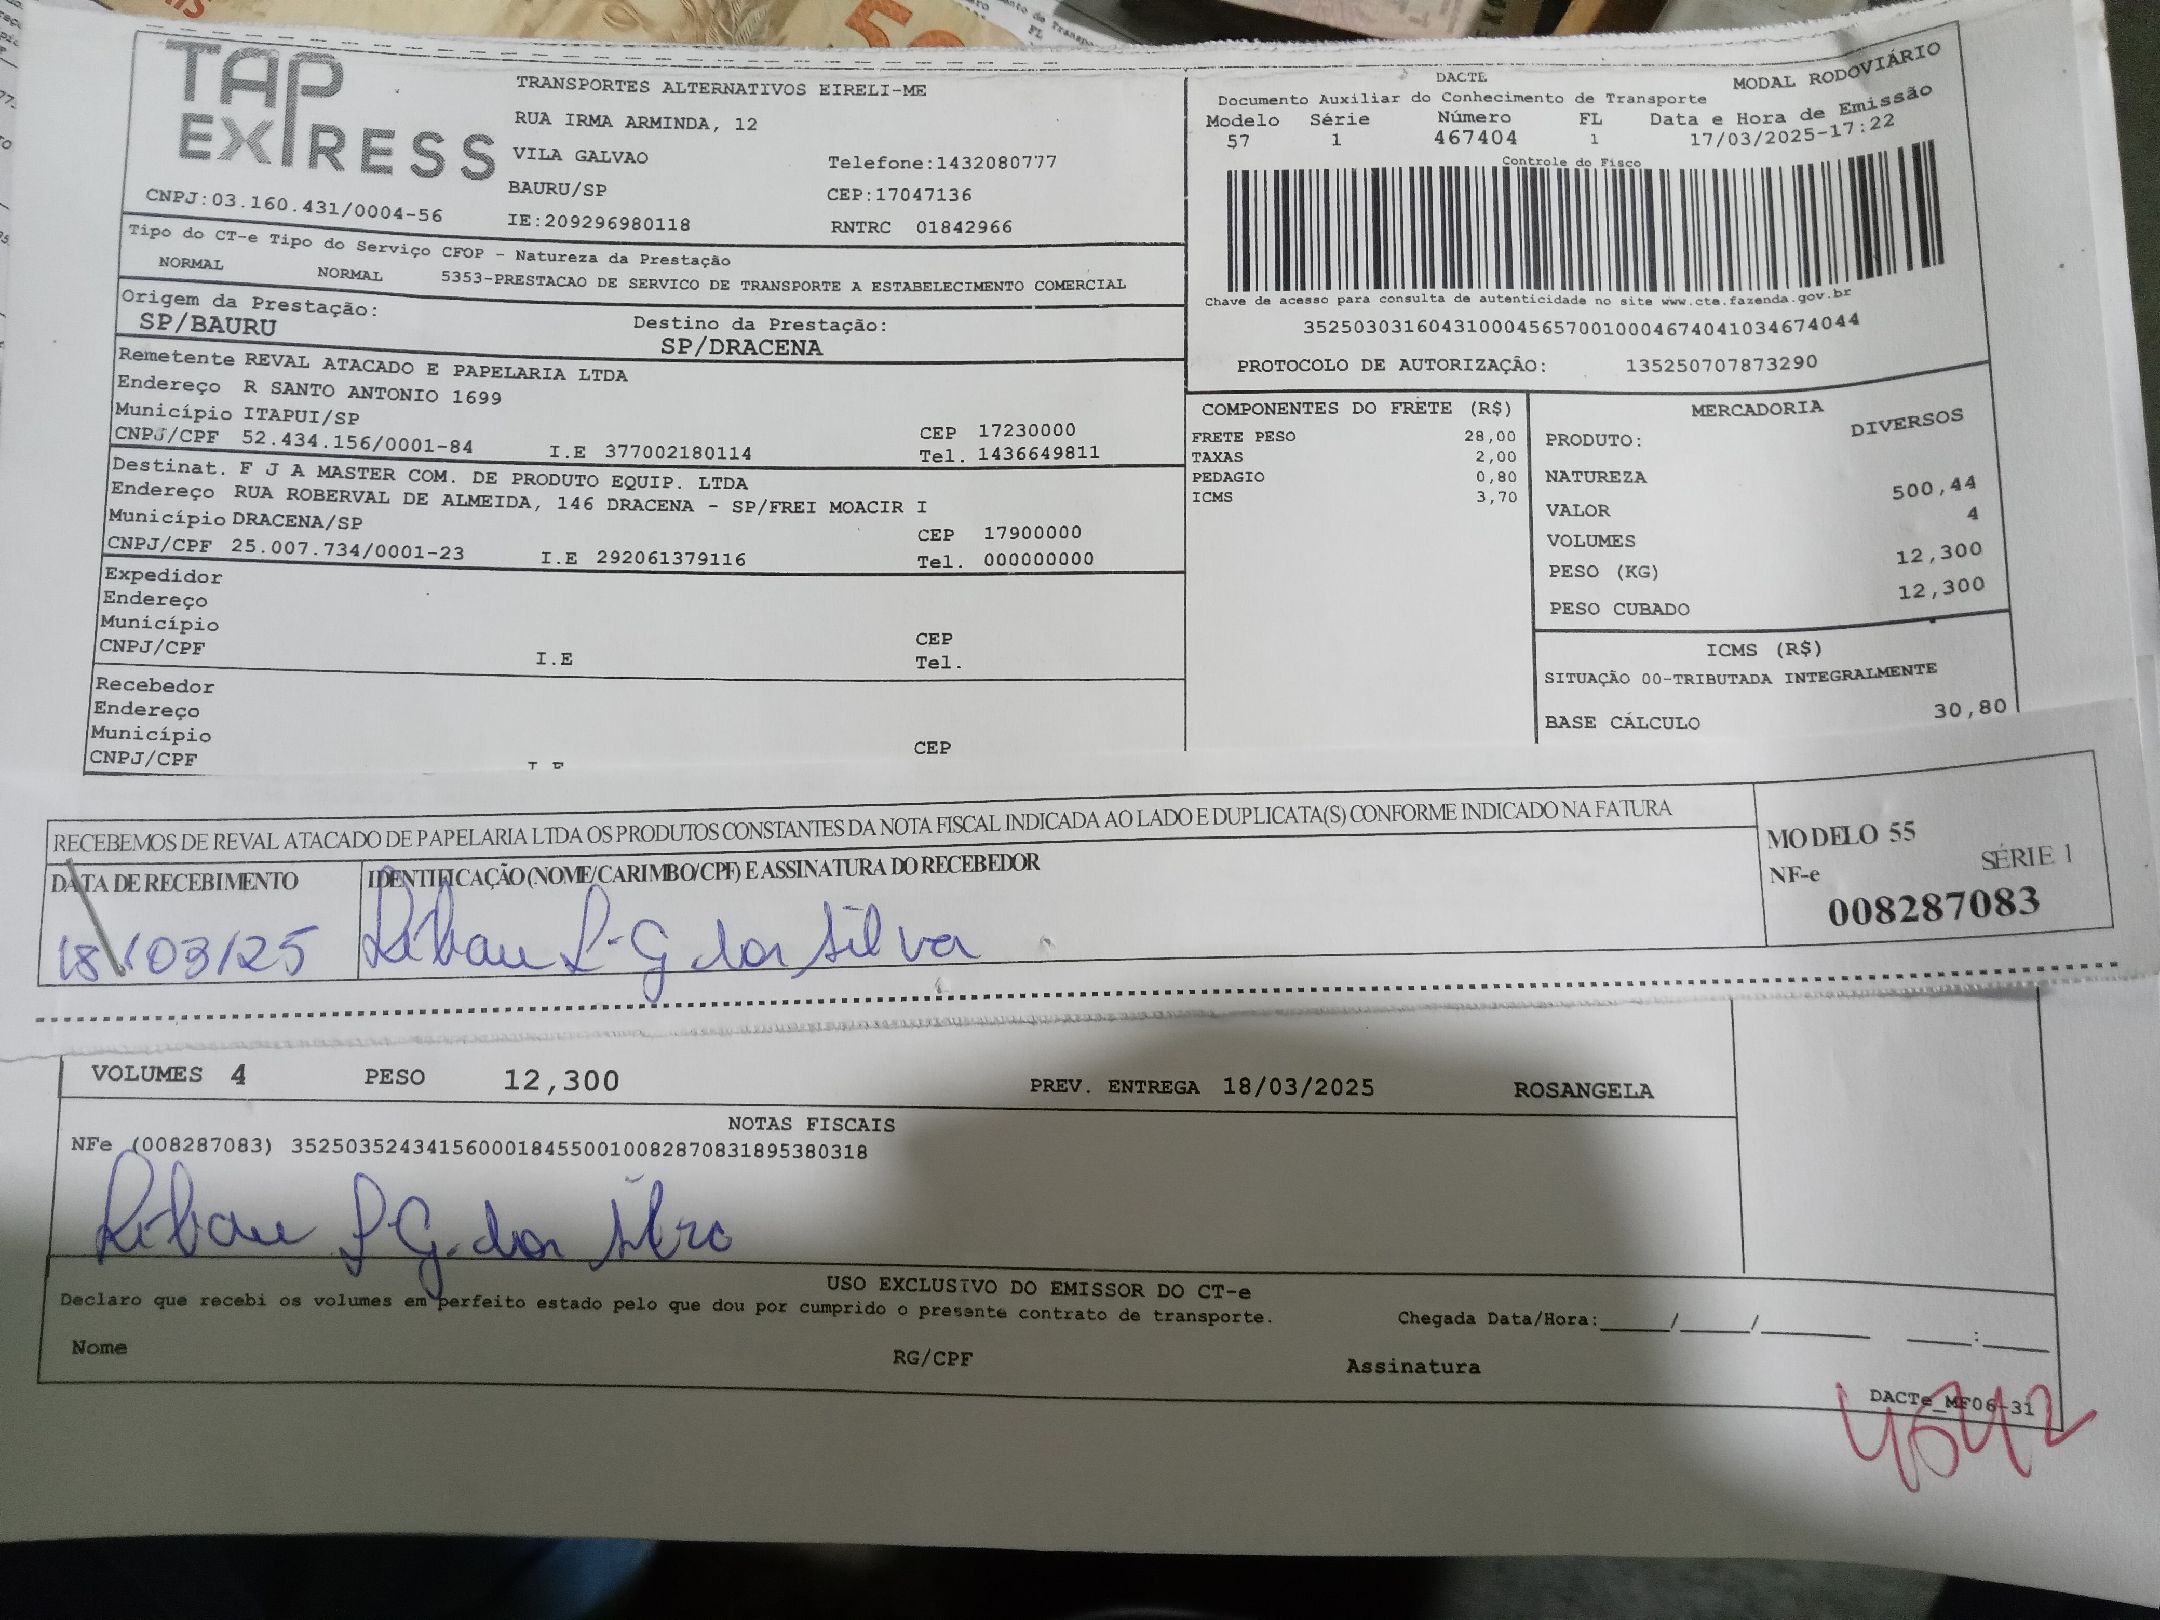 TAP
EXPRESS
CNPJ:03.160.431/0004-56
TRANSPORTES ALTERNATIVOS EIRELI-ME
RUA IRMA ARMINDA, 12
VILA GALVAO Telefone:1432080777
BAURU/SP CEP:17047136
IE:209296980118 RNTRC 01842966
DACTE MODAL RODOVIÁRIO
Documento Auxiliar do Conhecimento de Transporte
Modelo Série Número FL Data e Hora de Emissão
57 1 467404 1 17/03/2025-17:22
Controle do Fisco
Chave de acesso para consulta de autenticidade no site www.cte.fazenda.gov.br
35250303160431000456570010004674041034674044
PROTOCOLO DE AUTORIZAÇÃO: 135250707873290
Tipo do CT-e Tipo do Serviço CFOP - Natureza da Prestação
NORMAL NORMAL 5353-PRESTACAO DE SERVICO DE TRANSPORTE A ESTABELECIMENTO COMERCIAL
Origem da Prestação: Destino da Prestação:
SP/BAURU SP/DRACENA
Remetente REVAL ATACADO E PAPELARIA LTDA
Endereço R SANTO ANTONIO 1699
Município ITAPUI/SP CEP 17230000
CNPJ/CPF 52.434.156/0001-84 I.E 377002180114 Tel. 1436649811
Destinat. F J A MASTER COM. DE PRODUTO EQUIP. LTDA
Endereço RUA ROBERVAL DE ALMEIDA, 146 DRACENA - SP/FREI MOACIR I
Município DRACENA/SP CEP 17900000
CNPJ/CPF 25.007.734/0001-23 I.E 292061379116 Tel. 000000000
Expedidor
Endereço
Município CEP
CNPJ/CPF I.E Tel.
Recebedor
Endereço
Município CEP
CNPJ/CPF I.E
COMPONENTES DO FRETE (R$)
FRETE PESO 28,00
TAXAS 2,00
PEDAGIO 0,80
ICMS 3,70
MERCADORIA
PRODUTO: DIVERSOS
NATUREZA
VALOR 500,44
VOLUMES 4
PESO (KG) 12,300
PESO CUBADO 12,300
ICMS (R$)
SITUAÇÃO 00-TRIBUTADA INTEGRALMENTE
BASE CÁLCULO 30,80
RECEBEMOS DE REVAL ATACADO DE PAPELARIA LTDA OS PRODUTOS CONSTANTES DA NOTA FISCAL INDICADA AO LADO E DUPLICATA(S) CONFORME INDICADO NA FATURA
DATA DE RECEBIMENTO IDENTIFICAÇÃO (NOME/CARIMBO/CPF) E ASSINATURA DO RECEBEDOR
18/03/25 da Silva
MODELO 55
NF-e SÉRIE 1
008287083
VOLUMES 4 PESO 12,300 PREV. ENTREGA 18/03/2025 ROSANGELA
NOTAS FISCAIS
NFe (008287083) 35250352434156000184550010082870831895380318
da Silva
USO EXCLUSIVO DO EMISSOR DO CT-e
Declaro que recebi os volumes em perfeito estado pelo que dou por cumprido o presente contrato de transporte. Chegada Data/Hora:____/____/______ ____:____
Nome RG/CPF Assinatura
DACTe_MF06-31